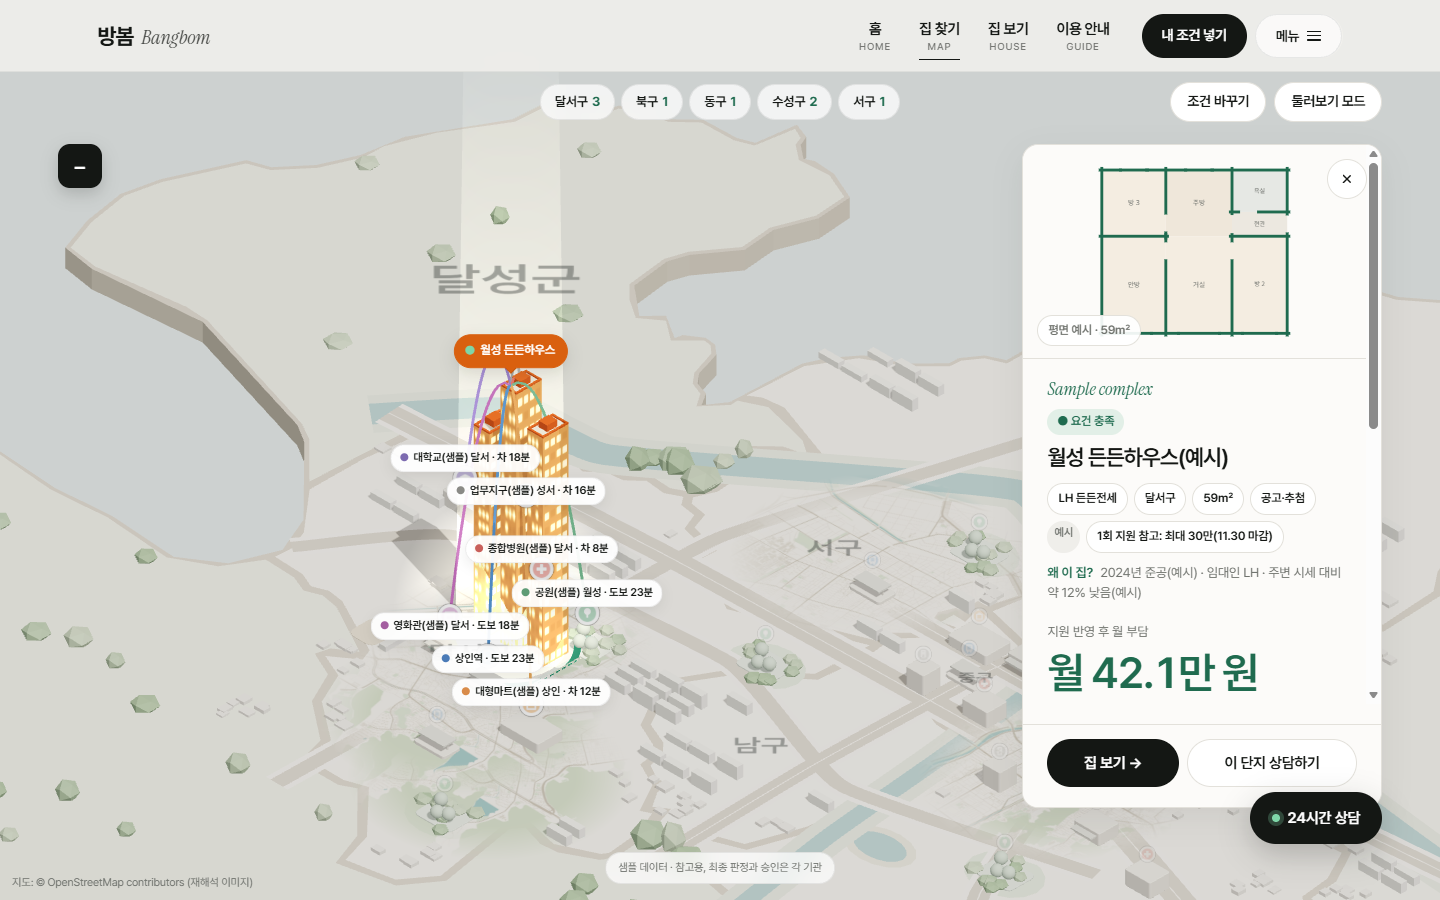 방봄 Bangbom
홈
HOME
집 찾기
MAP
집 보기
HOUSE
이용 안내
GUIDE
내 조건 넣기
메뉴
달서구 3
북구 1
동구 1
수성구 2
서구 1
조건 바꾸기
둘러보기 모드
–
달성군
월성 든든하우스
대학교(샘플) 달서 · 차 18분
업무지구(샘플) 성서 · 차 16분
종합병원(샘플) 달서 · 차 8분
공원(샘플) 월성 · 도보 23분
영화관(샘플) 달서 · 도보 18분
상인역 · 도보 23분
대형마트(샘플) 상인 · 차 12분
서구
남구
방 3
주방
욕실
현관
안방
거실
방 2
×
평면 예시 · 59m²
Sample complex
요건 충족
월성 든든하우스(예시)
LH 든든전세
달서구
59m²
공고·추첨
예시
1회 지원 참고: 최대 30만(11.30 마감)
왜 이 집? 2024년 준공(예시) · 임대인 LH · 주변 시세 대비
약 12% 낮음(예시)
지원 반영 후 월 부담
월 42.1만 원
집 보기 →
이 단지 상담하기
24시간 상담
샘플 데이터 · 참고용, 최종 판정과 승인은 각 기관
지도: © OpenStreetMap contributors (재해석 이미지)